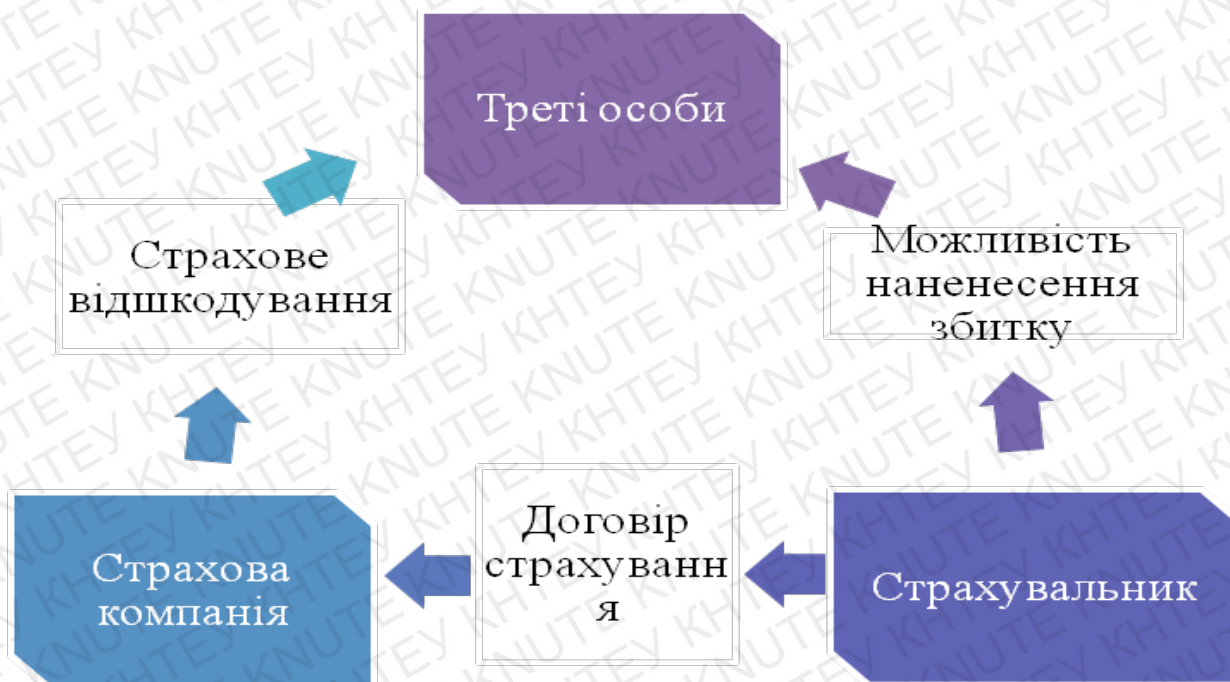 Треті особи
Страхове
відшкодування
Можливість
наненесення
збитку
Страхова
компанія
Договір
страхуванн
я
Страхувальник